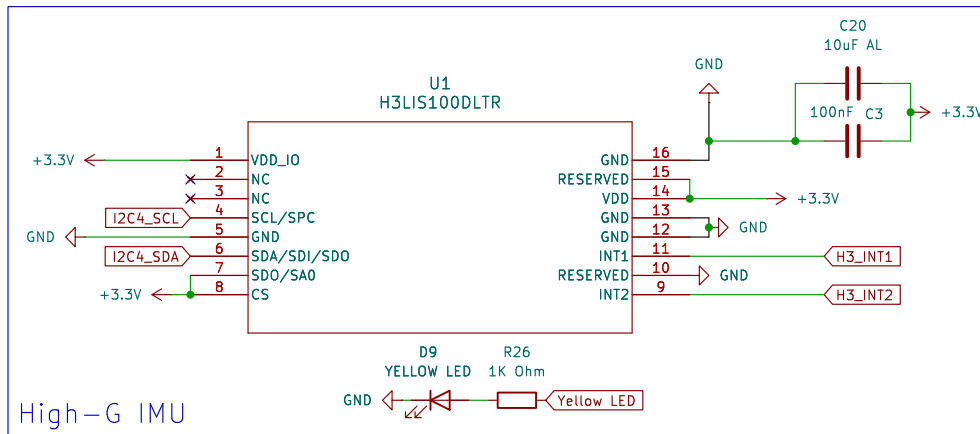 C20
10uF AL
GND
100nF C3
+3.3V
U1
H3LIS100DLTR
+3.3V
1 VDD_IO
2 NC
3 NC
I2C4_SCL 4 SCL/SPC
GND 5 GND
I2C4_SDA 6 SDA/SDI/SDO
7 SDO/SA0
+3.3V 8 CS
GND 16
RESERVED 15
VDD 14 +3.3V
GND 13
GND 12 GND
INT1 11 H3_INT1
RESERVED 10 GND
INT2 9 H3_INT2
D9 R26
YELLOW LED 1K Ohm
GND Yellow LED
High-G IMU